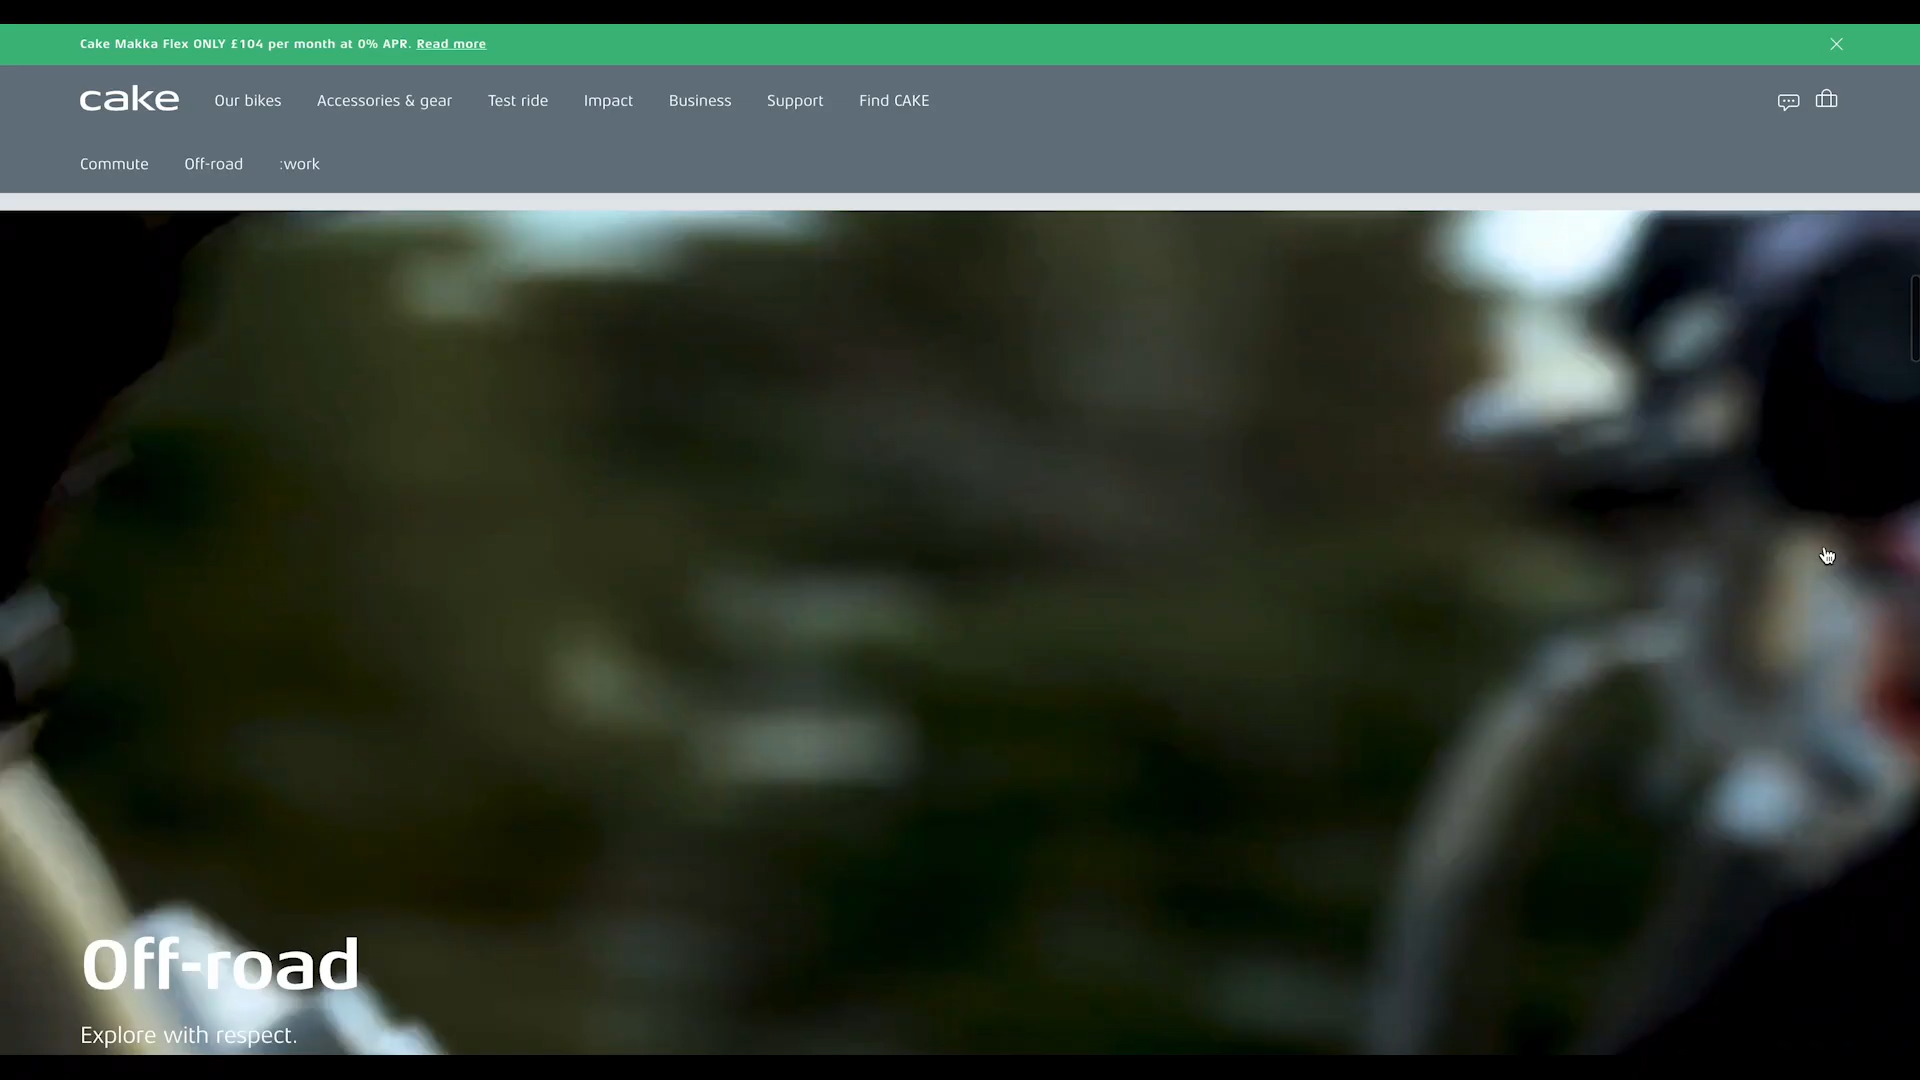 Cake Makka Flex ONLY £104 per month at 0% APR. Read more
cake Our bikes Accessories & gear Test ride Impact Business Support Find CAKE
Commute Off-road :work
Off-road
Explore with respect.